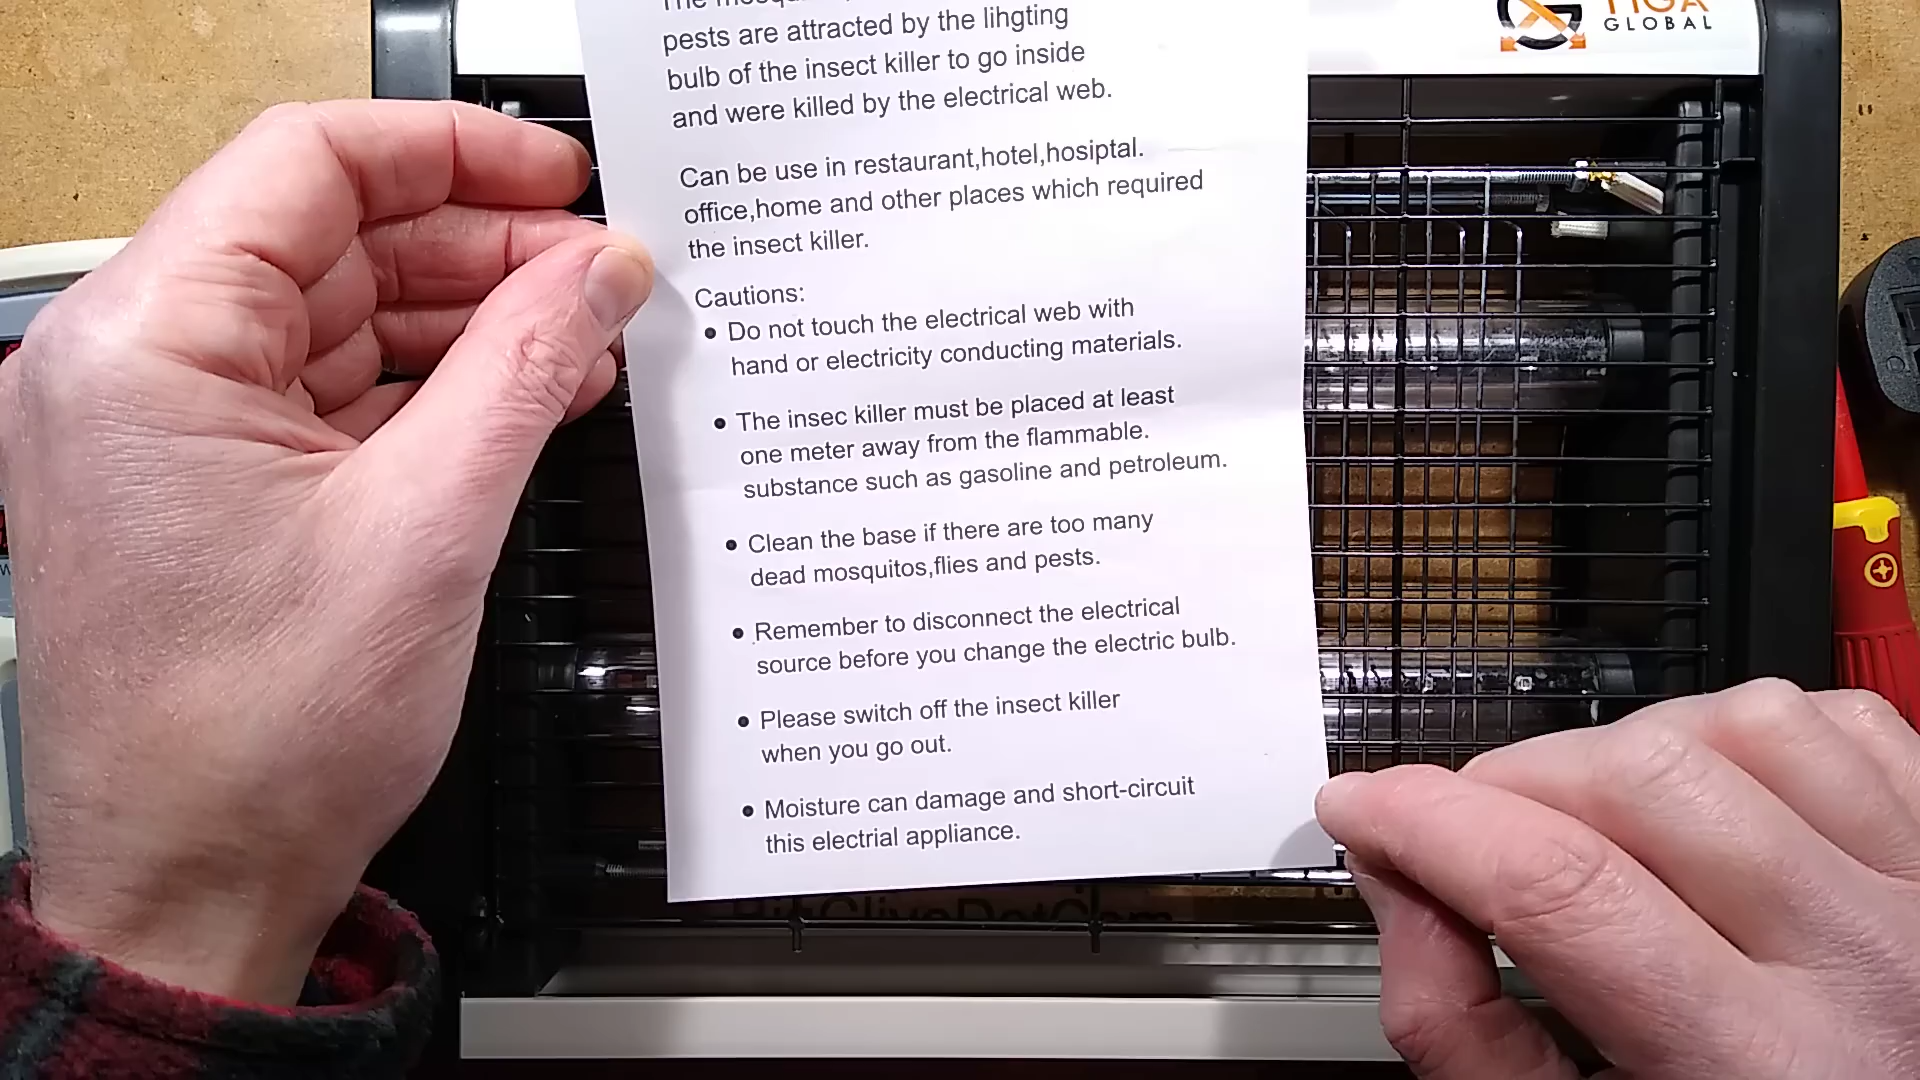 TIGA
GLOBAL
pests are attracted by the lihgting
bulb of the insect killer to go inside
and were killed by the electrical web.
Can be use in restaurant,hotel,hosiptal.
office,home and other places which required
the insect killer.
Cautions:
• Do not touch the electrical web with
hand or electricity conducting materials.
• The insec killer must be placed at least
one meter away from the flammable.
substance such as gasoline and petroleum.
• Clean the base if there are too many
dead mosquitos,flies and pests.
• Remember to disconnect the electrical
source before you change the electric bulb.
• Please switch off the insect killer
when you go out.
• Moisture can damage and short-circuit
this electrial appliance.
BigCliveDotCom